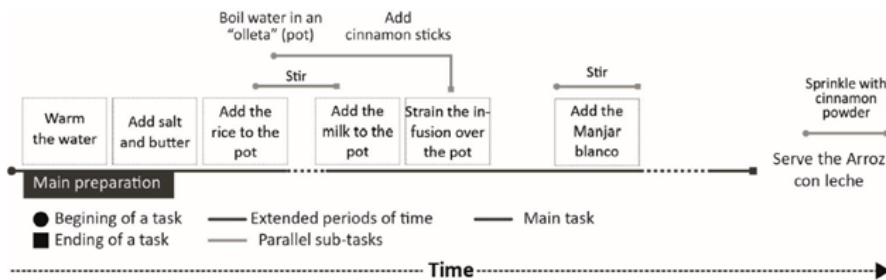 Boil water in an
"olleta" (pot)
Add
cinnamon sticks
Stir
Stir
Sprinkle with
cinnamon
powder
Warm
the water
Add salt
and butter
Add the
rice to the
pot
Add the
milk to the
pot
Strain the in-
fusion over
the pot
Add the
Manjar
blanco
Serve the Arroz
con leche
Main preparation
Begining of a task
Extended periods of time
Main task
Ending of a task
Parallel sub-tasks
Time